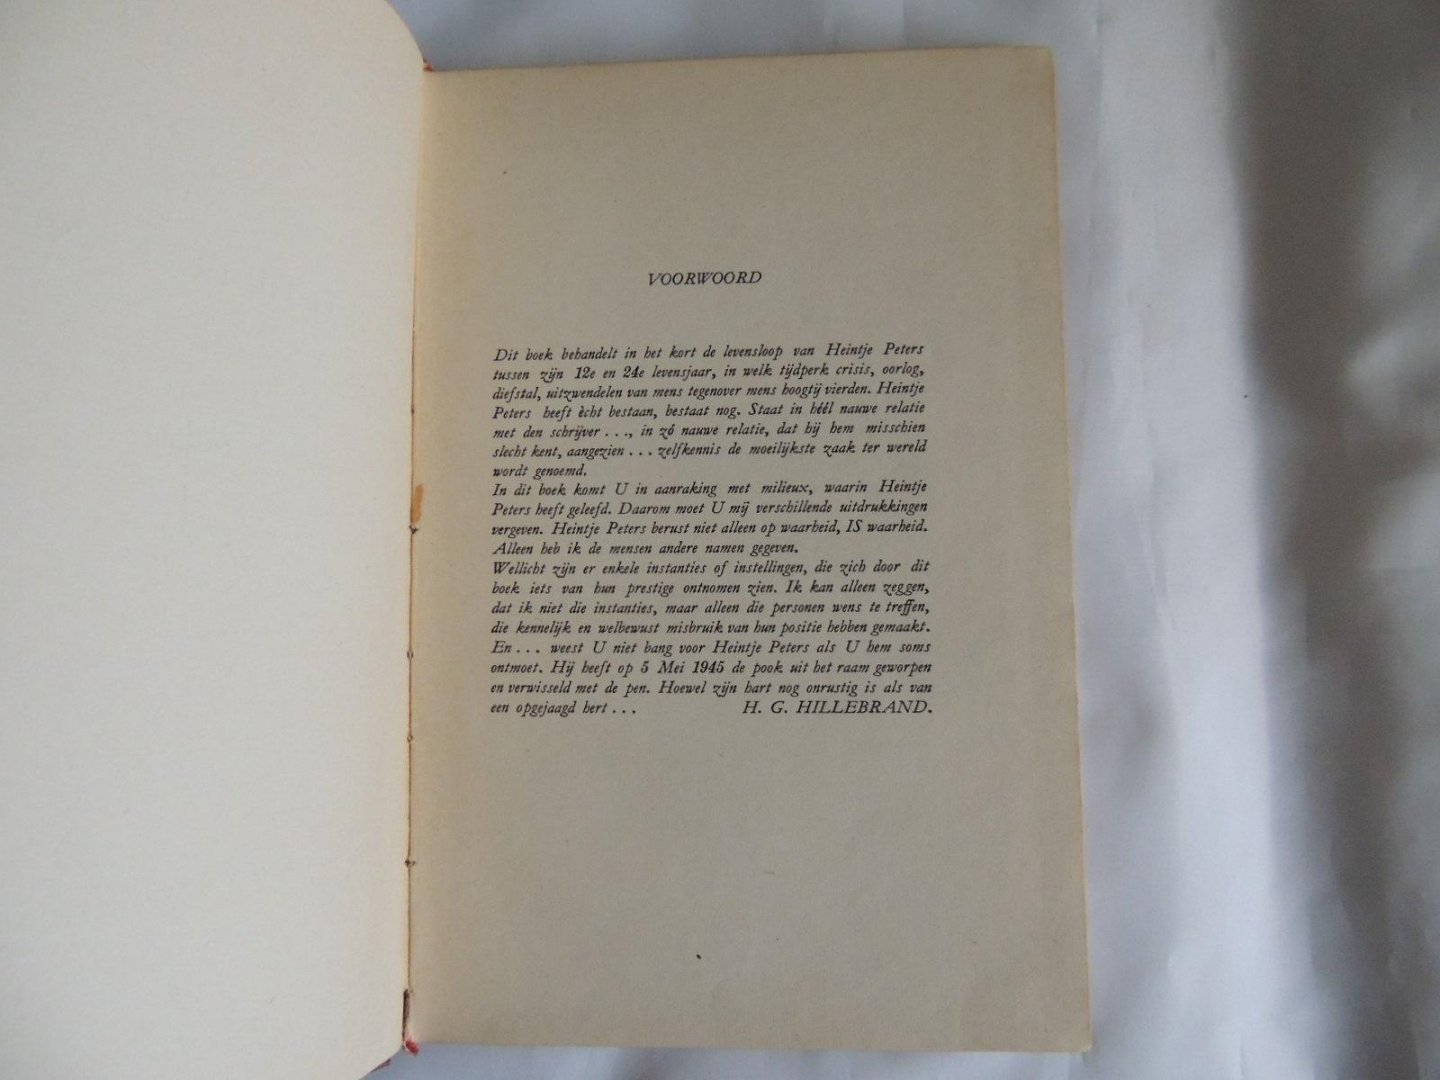 VOORWOORD
Dit boek behandelt in het kort de levensloop van Heintje Peters
tussen zijn 12e en 24e levensjaar, in welk tijdperk crisis, oorlog,
diefstal, uitzwendelen van mens tegenover mens hoogtij vierden. Heintje
Peters heeft ècht bestaan, bestaat nog. Staat in héél nauwe relatie
met den schrijver . . ., in zó nauwe relatie, dat hij hem misschien
slecht kent, aangezien . . . zelfkennis de moeilijkste zaak ter wereld
wordt genoemd.
In dit boek komt U in aanraking met milieux, waarin Heintje
Peters heeft geleefd. Daarom moet U mij verschillende uitdrukkingen
vergeven. Heintje Peters berust niet alleen op waarheid, IS waarheid.
Alleen heb ik de mensen andere namen gegeven.
Wellicht zijn er enkele instanties of instellingen, die zich door dit
boek iets van hun prestige ontnomen zien. Ik kan alleen zeggen,
dat ik niet die instanties, maar alleen die personen wens te treffen,
die kennelijk en welbewust misbruik van hun positie hebben gemaakt.
En . . . weest U niet bang voor Heintje Peters als U hem soms
ontmoet. Hij heeft op 5 Mei 1945 de pook uit het raam geworpen
en verwisseld met de pen. Hoewel zijn hart nog onrustig is als van
een opgejaagd hert . . . H. G. HILLEBRAND.